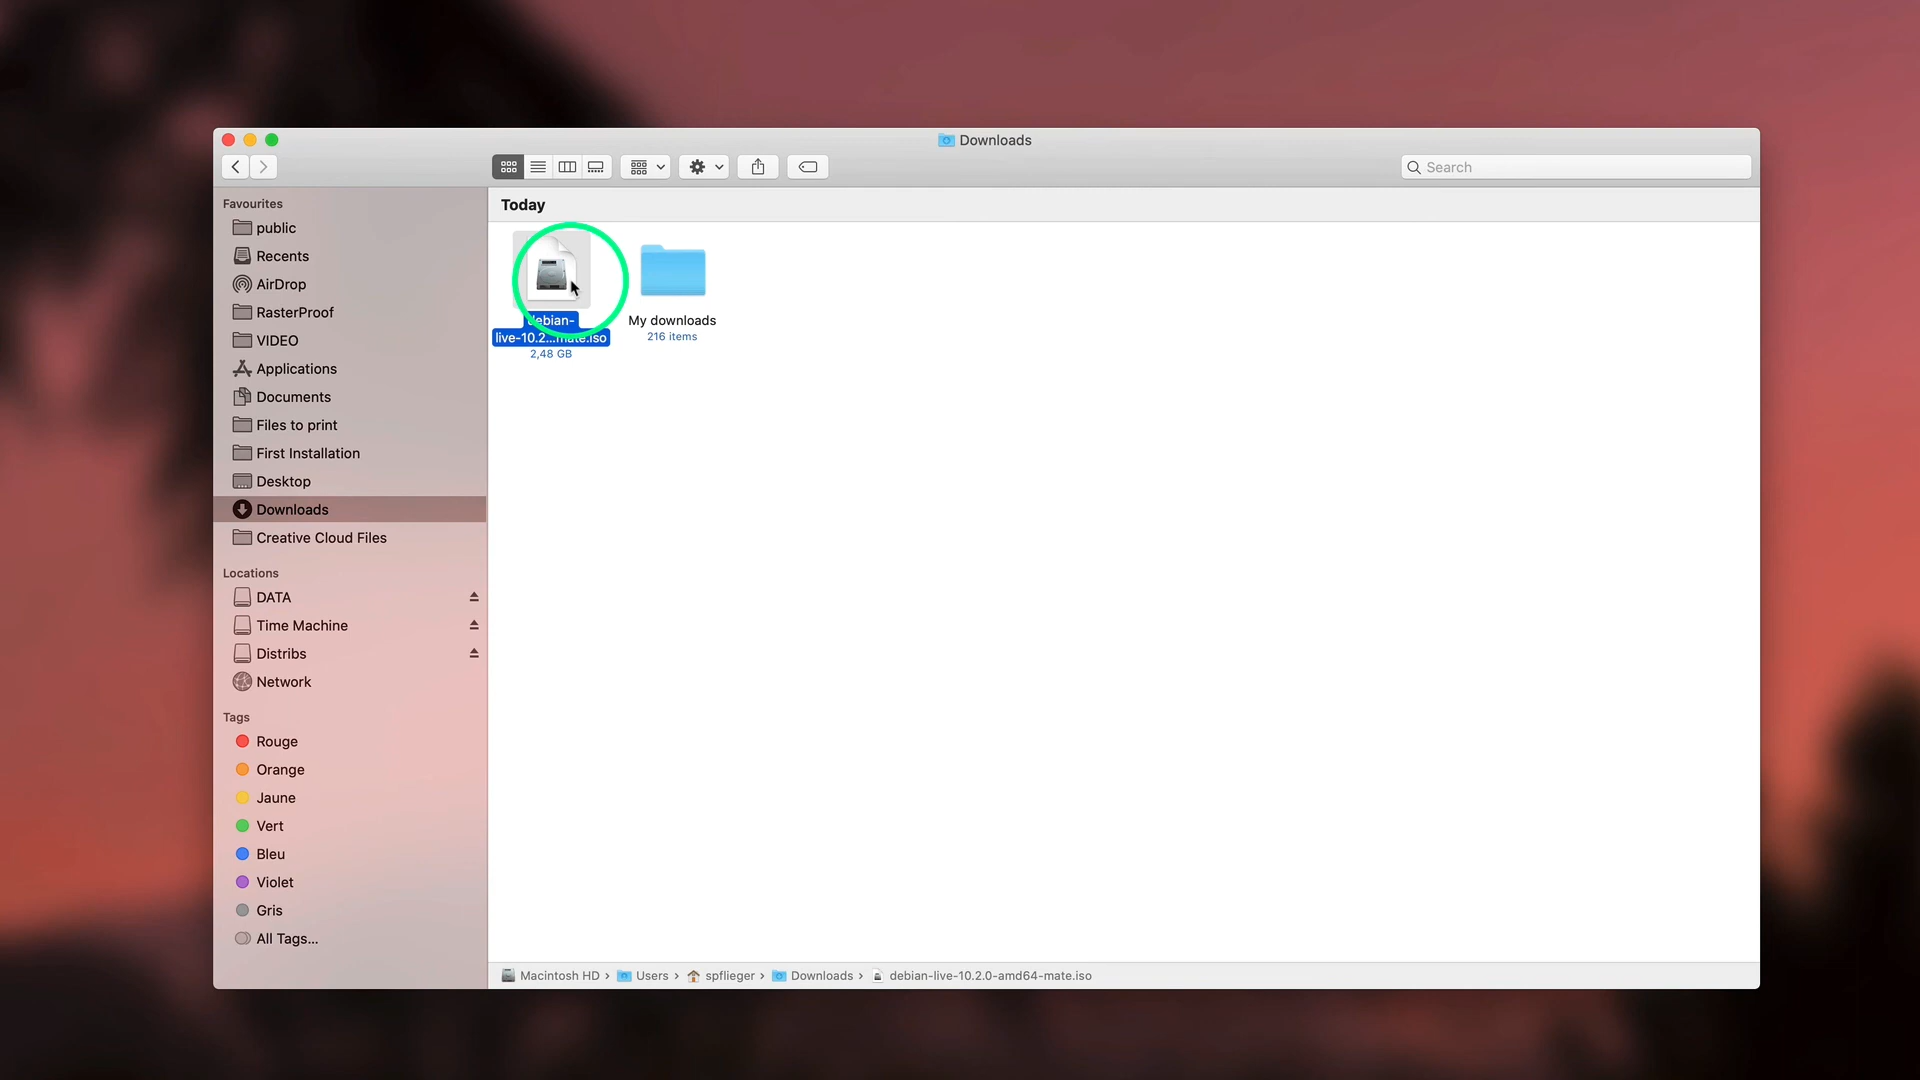 Downloads
Search
Favourites
public
Recents
AirDrop
RasterProof
VIDEO
Applications
Documents
Files to print
First Installation
Desktop
Downloads
Creative Cloud Files
Locations
DATA
Time Machine
Distribs
Network
Tags
Rouge
Orange
Jaune
Vert
Bleu
Violet
Gris
All Tags...
Today
debian-
live-10.2...mate.iso
2,48 GB
My downloads
216 items
Macintosh HD › Users › spflieger › Downloads › debian-live-10.2.0-amd64-mate.iso